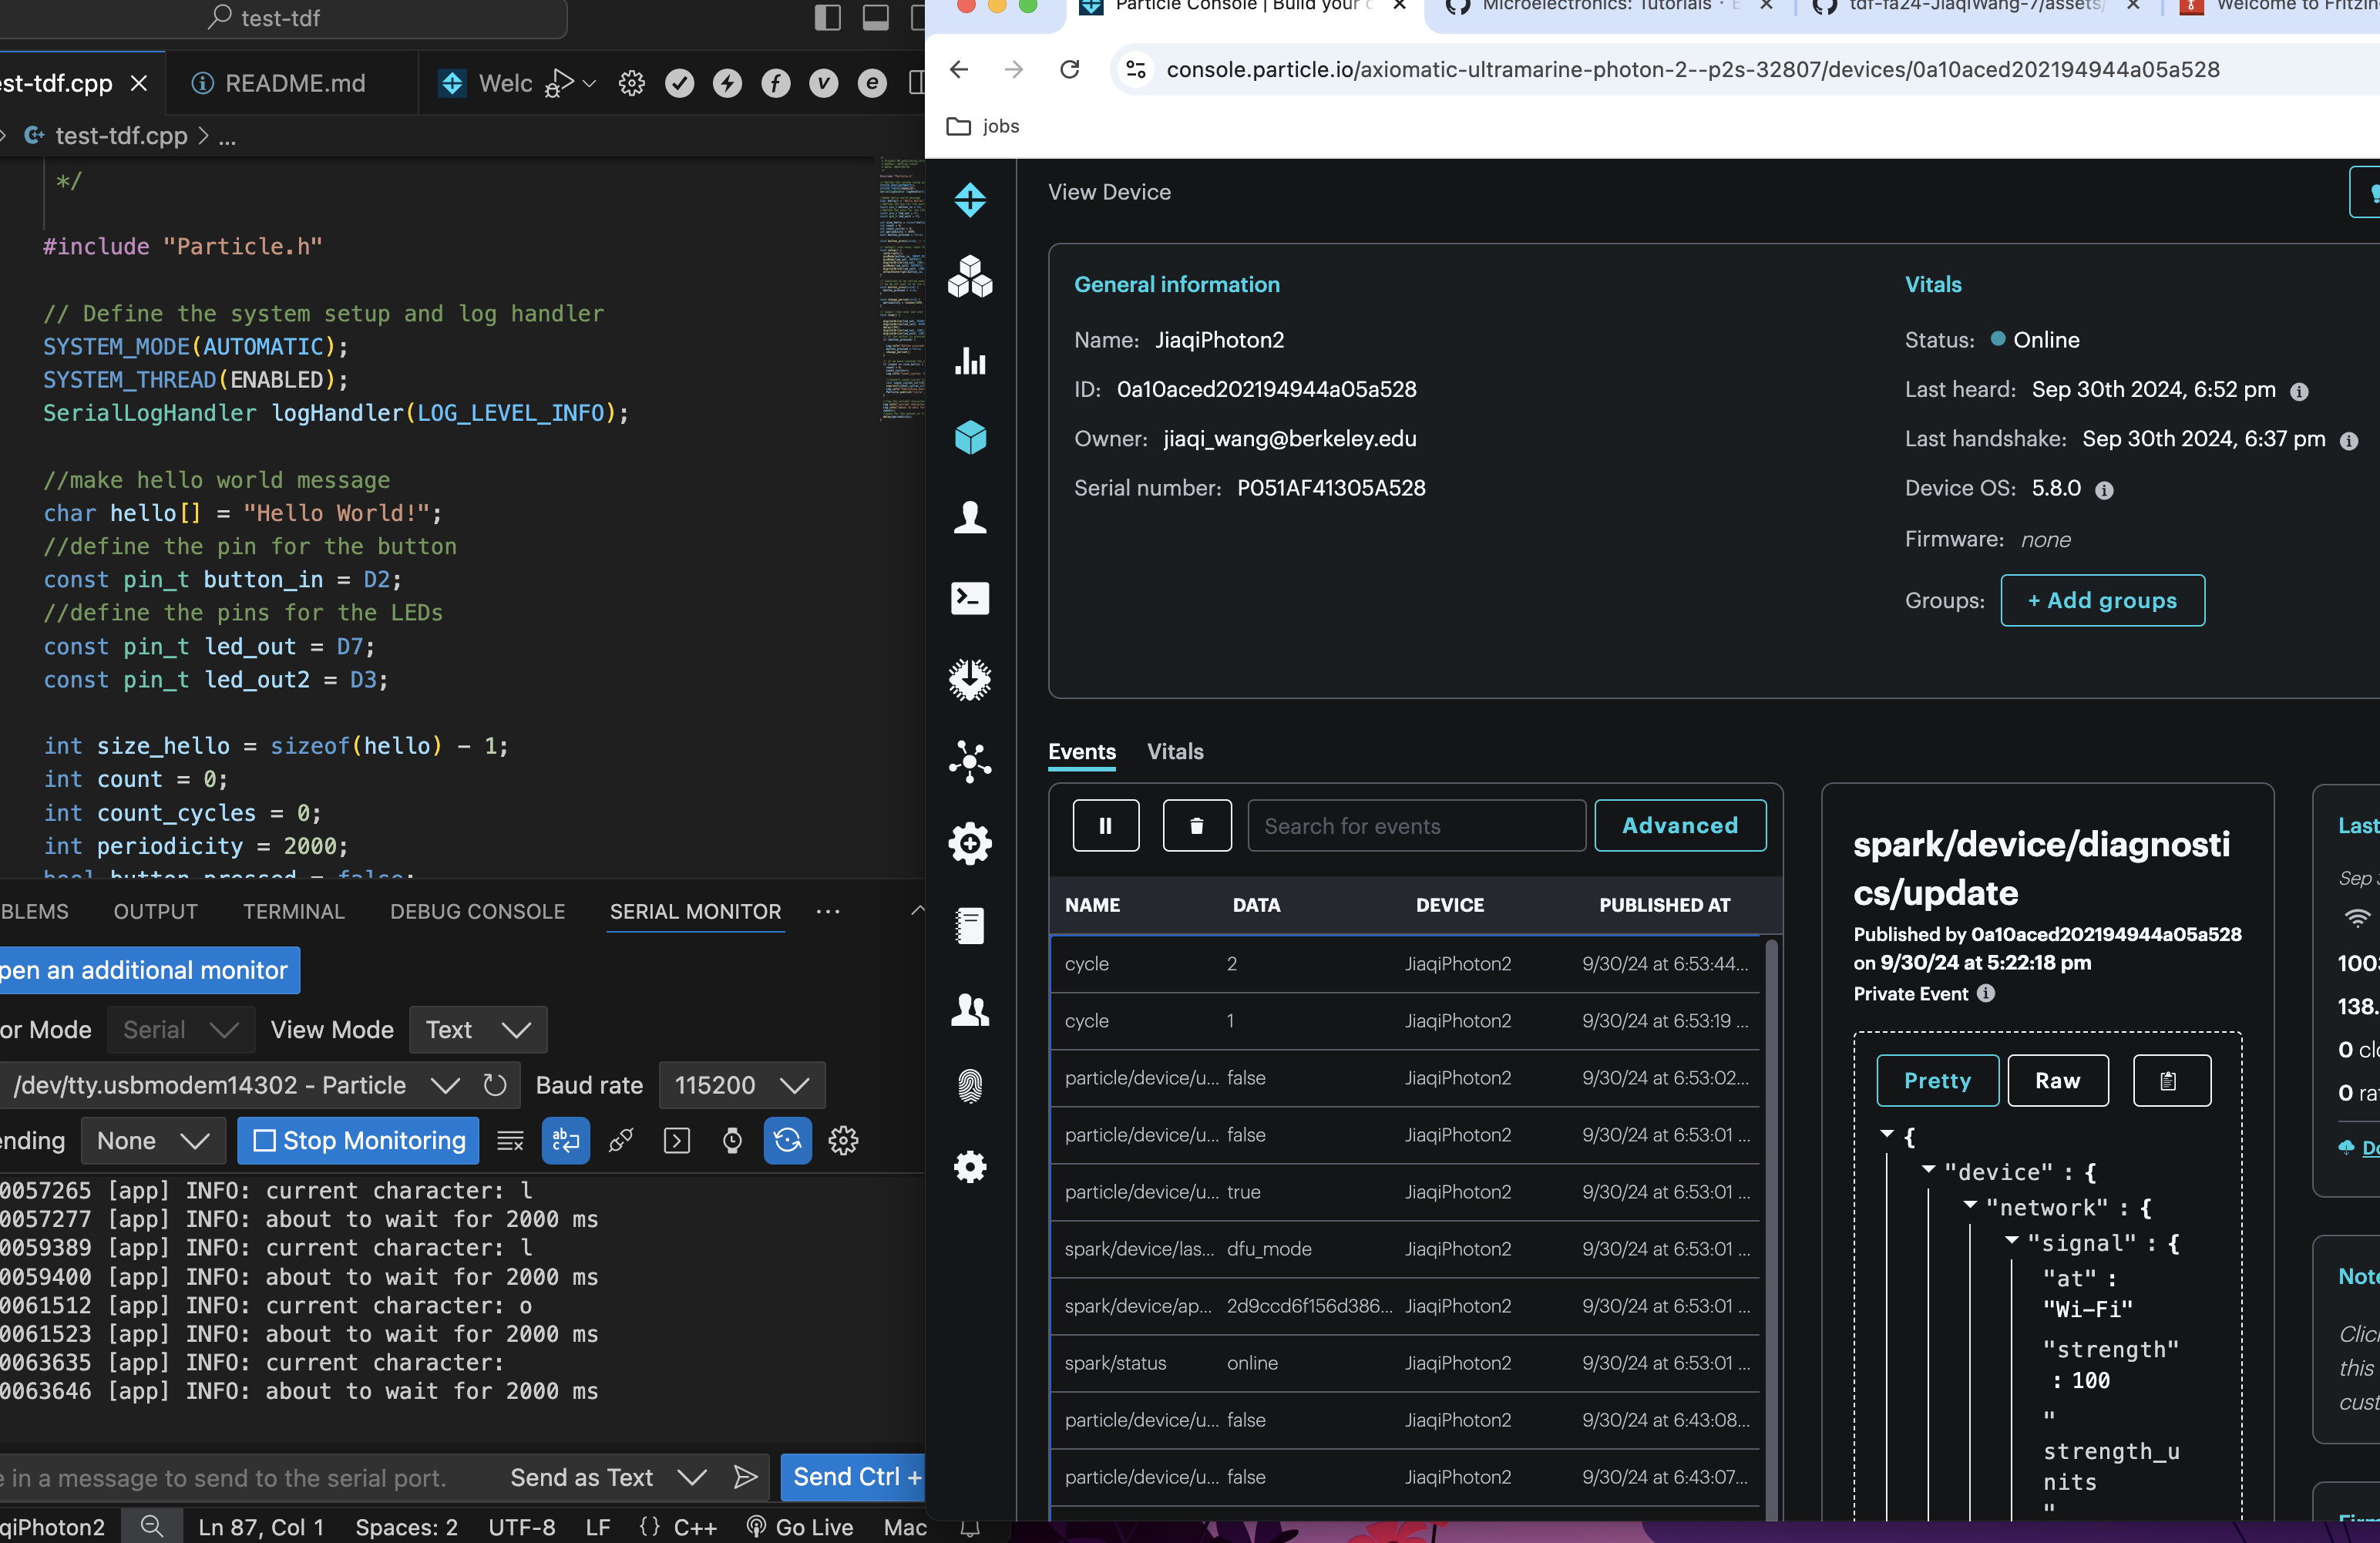 test-tdf
est-tdf.cpp
README.md
Welc
test-tdf.cpp > ...
*/
#include "Particle.h"
// Define the system setup and log handler
SYSTEM_MODE(AUTOMATIC);
SYSTEM_THREAD(ENABLED);
SerialLogHandler logHandler(LOG_LEVEL_INFO);
//make hello world message
char hello[] = "Hello World!";
//define the pin for the button
const pin_t button_in = D2;
//define the pins for the LEDs
const pin_t led_out = D7;
const pin_t led_out2 = D3;
int size_hello = sizeof(hello) - 1;
int count = 0;
int count_cycles = 0;
int periodicity = 2000;
bool button_pressed = false;
BLEMS OUTPUT TERMINAL DEBUG CONSOLE SERIAL MONITOR ...
pen an additional monitor
or Mode Serial View Mode Text
/dev/tty.usbmodem14302 - Particle Baud rate 115200
ending None Stop Monitoring
0057265 [app] INFO: current character: l
0057277 [app] INFO: about to wait for 2000 ms
0059389 [app] INFO: current character: l
0059400 [app] INFO: about to wait for 2000 ms
0061512 [app] INFO: current character: o
0061523 [app] INFO: about to wait for 2000 ms
0063635 [app] INFO: current character:
0063646 [app] INFO: about to wait for 2000 ms
e in a message to send to the serial port. Send as Text Send Ctrl +
qiPhoton2 Ln 87, Col 1 Spaces: 2 UTF-8 LF {} C++ Go Live Mac
Particle Console | Build your c
Microelectronics: Tutorials · E
tdf-fa24-JiaqiWang-7/assets/
Welcome to Fritzin
console.particle.io/axiomatic-ultramarine-photon-2--p2s-32807/devices/0a10aced202194944a05a528
jobs
View Device
General information
Name: JiaqiPhoton2
ID: 0a10aced202194944a05a528
Owner: jiaqi_wang@berkeley.edu
Serial number: P051AF41305A528
Vitals
Status: Online
Last heard: Sep 30th 2024, 6:52 pm
Last handshake: Sep 30th 2024, 6:37 pm
Device OS: 5.8.0
Firmware: none
Groups: + Add groups
Events Vitals
Search for events Advanced
NAME DATA DEVICE PUBLISHED AT
cycle 2 JiaqiPhoton2 9/30/24 at 6:53:44...
cycle 1 JiaqiPhoton2 9/30/24 at 6:53:19 ...
particle/device/u... false JiaqiPhoton2 9/30/24 at 6:53:02...
particle/device/u... false JiaqiPhoton2 9/30/24 at 6:53:01 ...
particle/device/u... true JiaqiPhoton2 9/30/24 at 6:53:01 ...
spark/device/las... dfu_mode JiaqiPhoton2 9/30/24 at 6:53:01 ...
spark/device/ap... 2d9ccd6f156d386... JiaqiPhoton2 9/30/24 at 6:53:01 ...
spark/status online JiaqiPhoton2 9/30/24 at 6:53:01 ...
particle/device/u... false JiaqiPhoton2 9/30/24 at 6:43:08...
particle/device/u... false JiaqiPhoton2 9/30/24 at 6:43:07...
spark/device/diagnosti
cs/update
Published by 0a10aced202194944a05a528
on 9/30/24 at 5:22:18 pm
Private Event
Pretty Raw
{
"device" : {
"network" : {
"signal" : {
"at" :
"Wi-Fi"
"strength"
: 100
"
strength_u
nits
"
Last
Sep
100
138.
0 cl
0 ra
Do
Note
Clic
this
cust
Firm